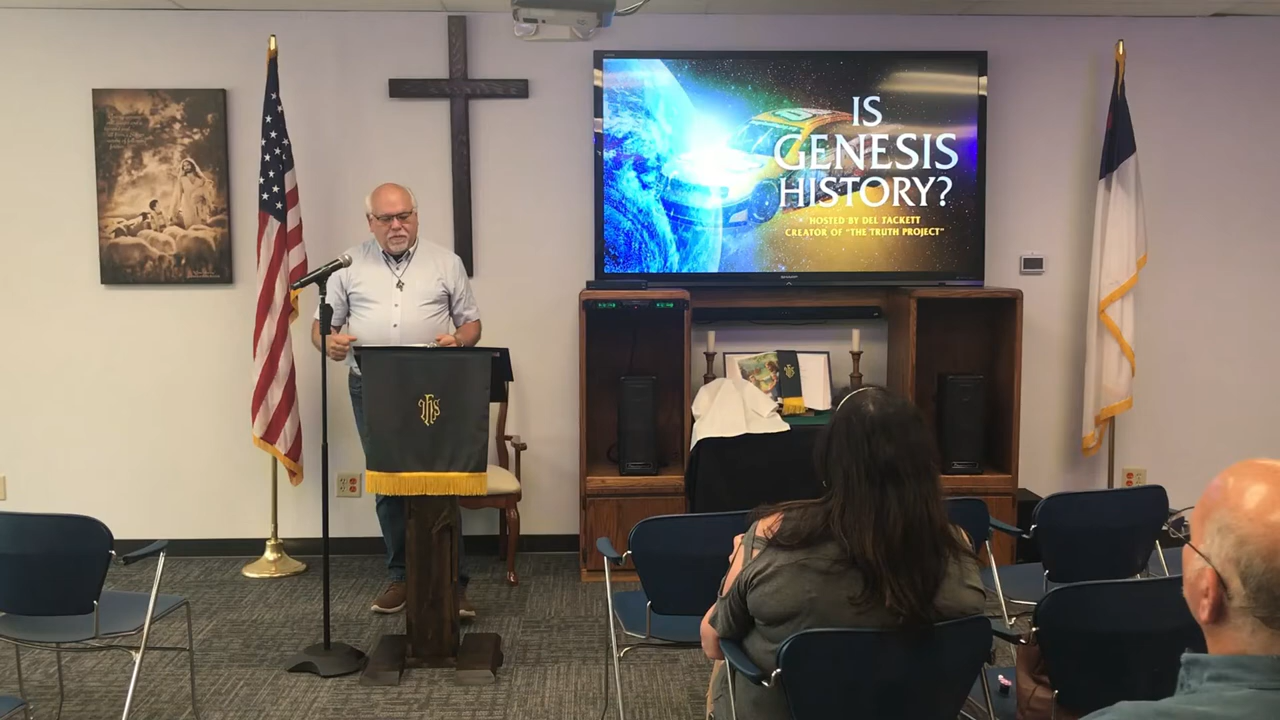 IS
GENESIS
HISTORY?
HOSTED BY DEL TACKETT
CREATOR OF "THE TRUTH PROJECT"
IHS